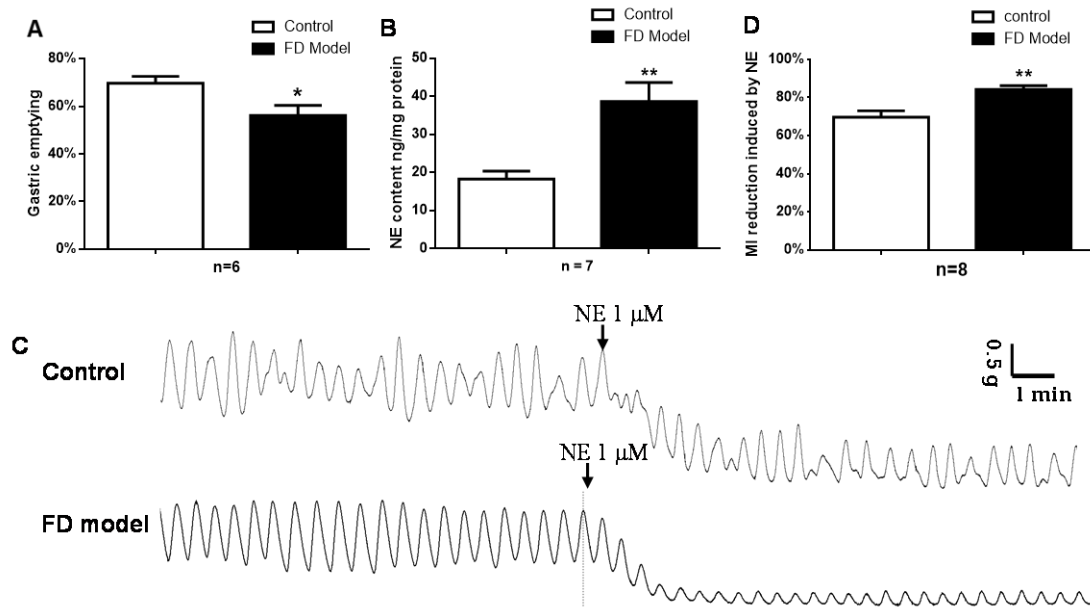 A
Control
FD Model
80%
60%
40%
20%
0%
Gastric emptying
*
n=6
B
Control
FD Model
50
40
30
20
10
0
NE content ng/mg protein
**
n = 7
D
control
FD Model
100%
80%
60%
40%
20%
0%
MI reduction induced by NE
**
n=8
C
NE 1 μM
Control
0.5 g
1 min
NE 1 μM
FD model